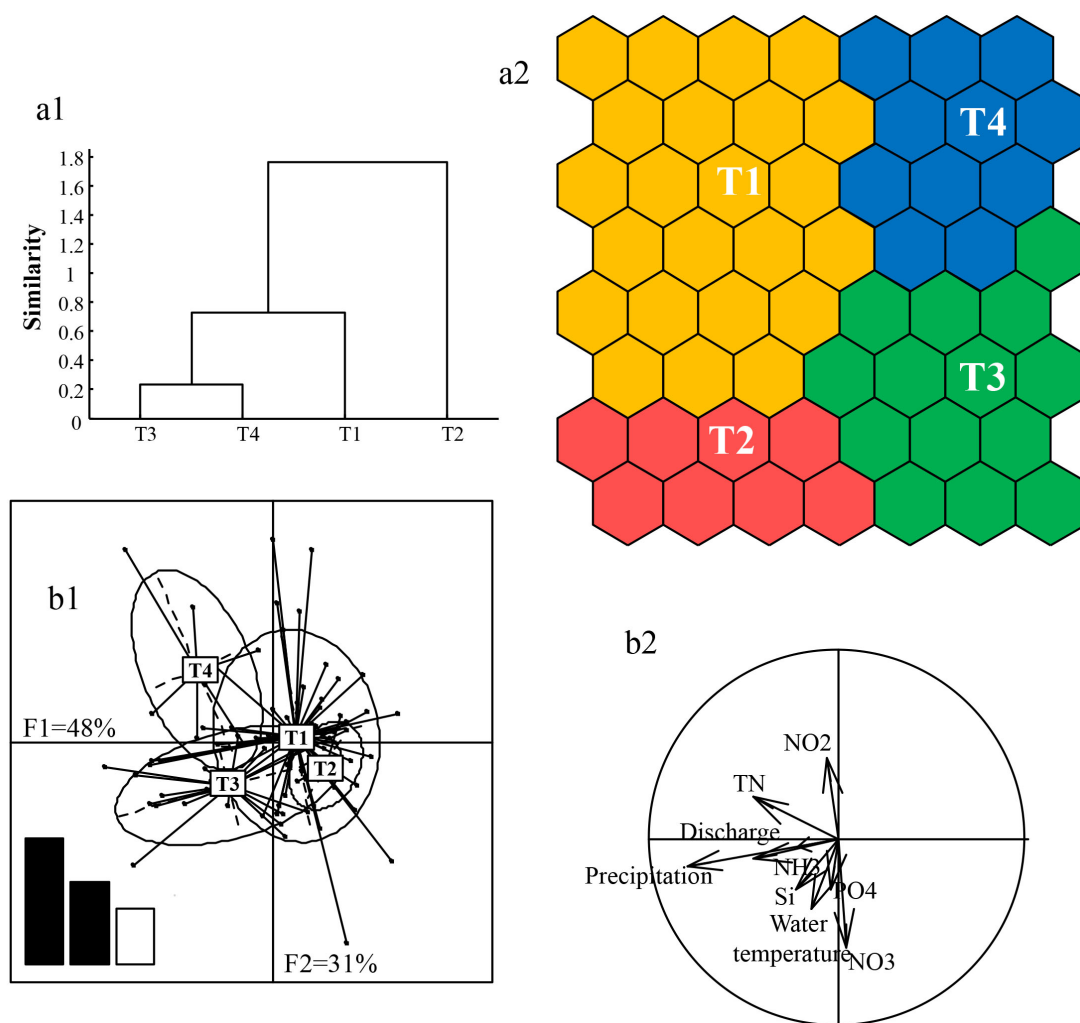 a1
Similarity
1.8
1.6
1.4
1.2
1
0.8
0.6
0.4
0.2
0
T3 T4 T1 T2
a2
T4
T1
T3
T2
b1
T4
F1=48%
T1
T2
T3
F2=31%
b2
NO2
TN
Discharge
Precipitation
NH3
Si
PO4
Water
temperature
NO3